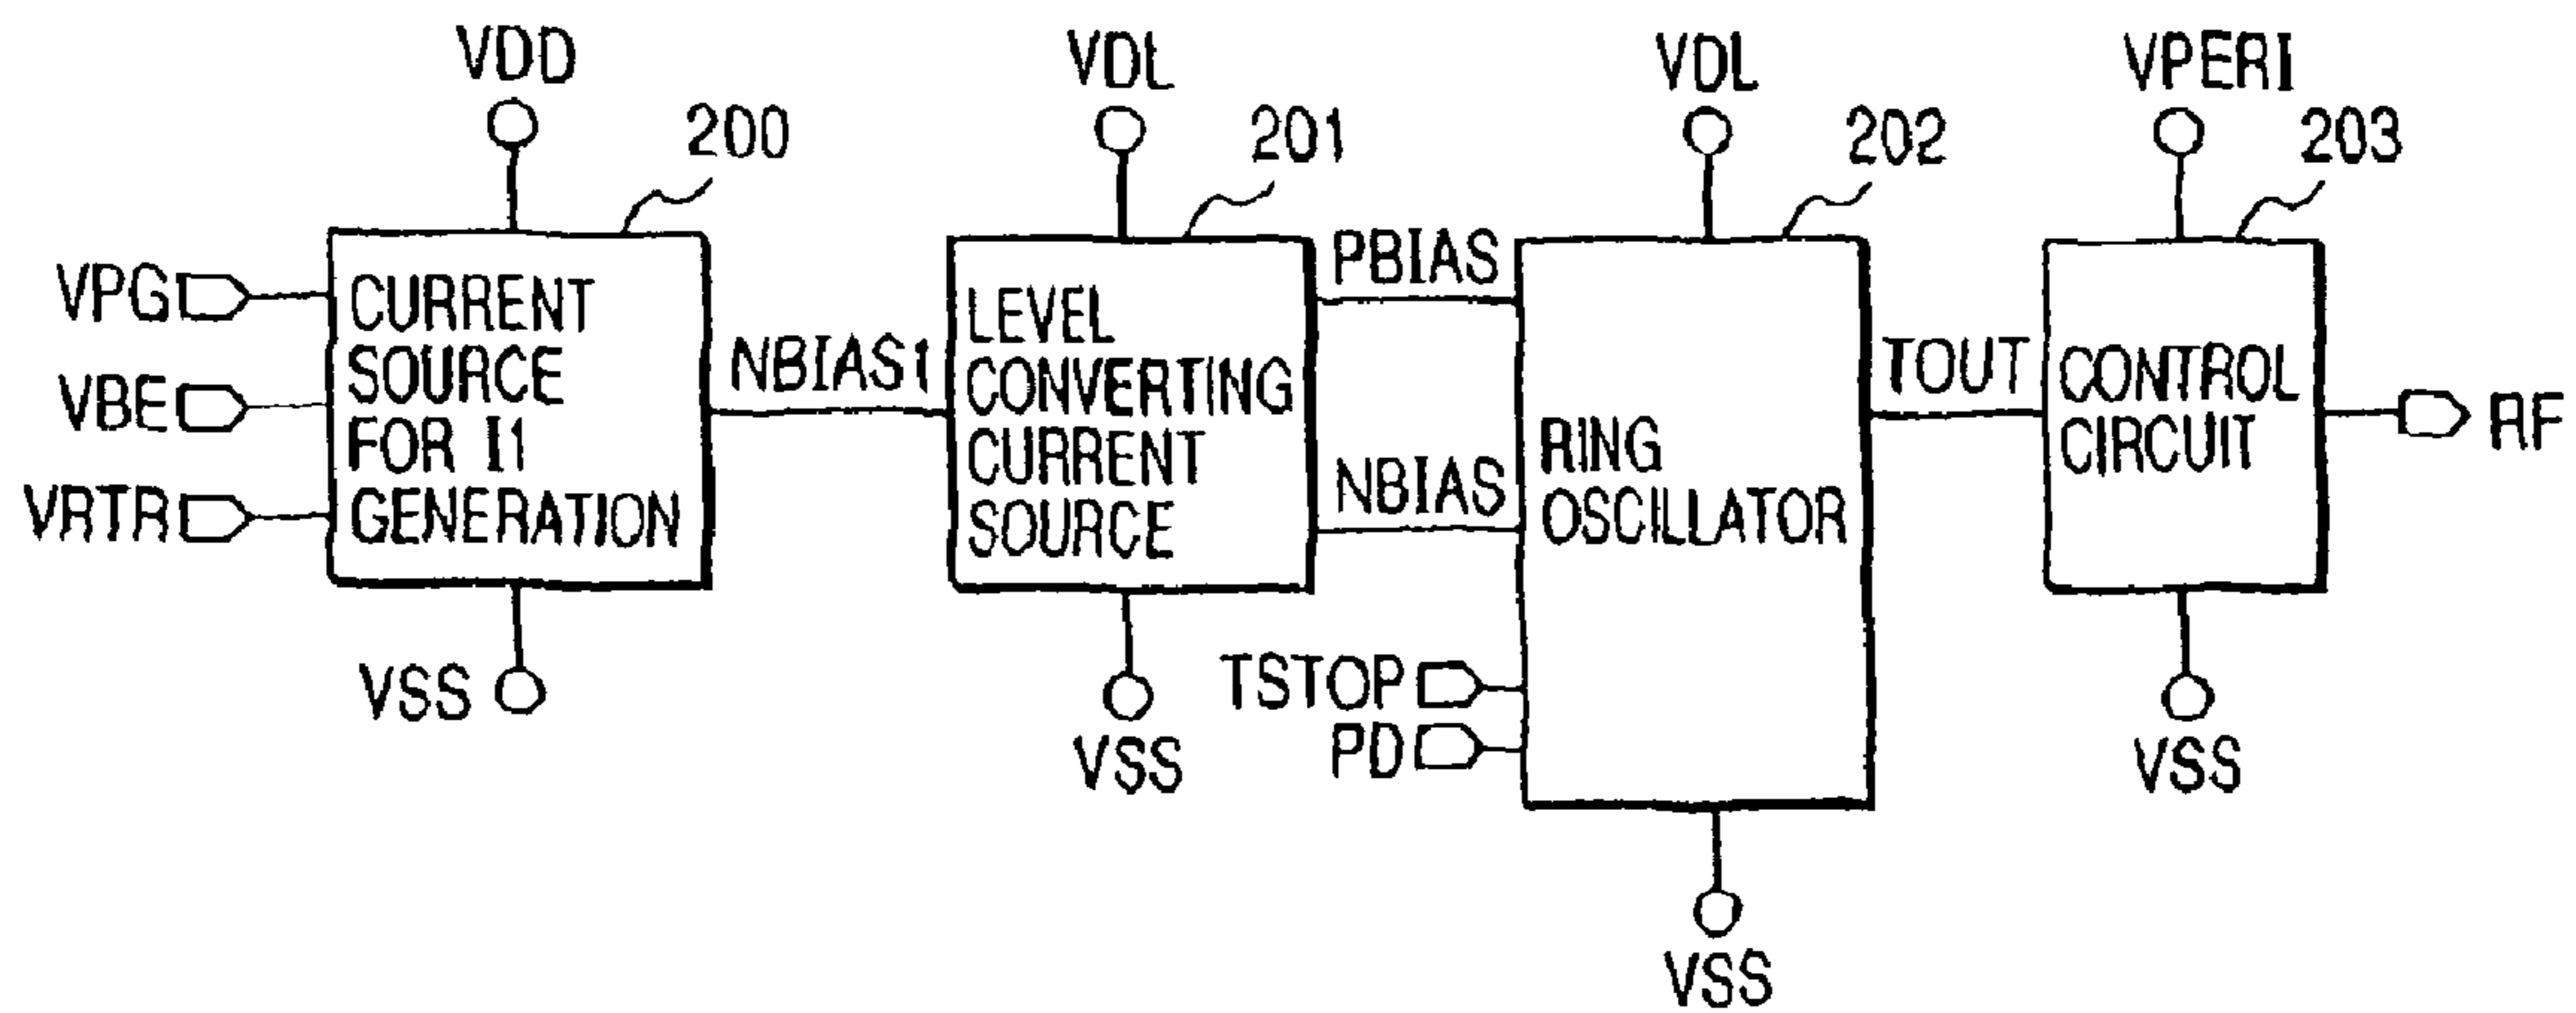 VDD
VDL
VDL
VPERI
200
201
202
203
VPG
VBE
VRTR
CURRENT
SOURCE
FOR I1
GENERATION
NBIAS1
LEVEL
CONVERTING
CURRENT
SOURCE
PBIAS
NBIAS
TSTOP
PD
RING
OSCILLATOR
TOUT
CONTROL
CIRCUIT
RF
VSS
VSS
VSS
VSS